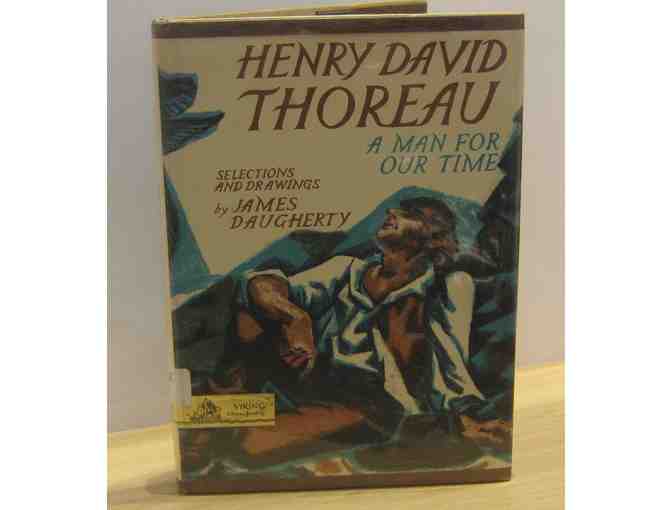 HENRY DAVID
THOREAU
A MAN FOR
OUR TIME
SELECTIONS
AND DRAWINGS
by JAMES
DAUGHERTY
VIKING